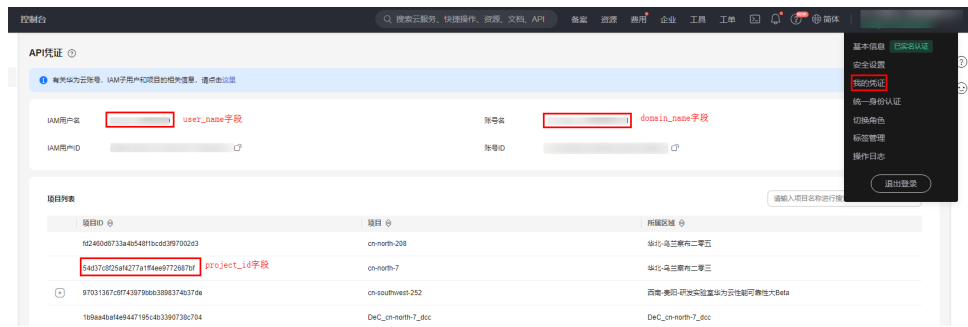 控制台 搜索云服务、快捷操作、资源、文档、API 备案 资源 费用 企业 工具 工单 简体
API凭证
基本信息 已实名认证
安全设置
有关华为云账号，IAM子用户和项目的相关信息，请点击这里
我的凭证
统一身份认证
IAM用户名 user_name字段 账号名 domain_name字段
切换角色
标签管理
IAM用户ID 账号ID
操作日志
退出登录
项目列表 请输入项目名称进行搜
项目ID 项目 所属区域
fd2460d6733a4b548f1bcdd3f97002d3 cn-north-208 华北-乌兰察布二零五
54d37c8f25af4277a1ff4ee9772687bf project_id字段 cn-north-7 华北-乌兰察布二零三
97031367c6f743979bbb3898374b37de cn-southwest-252 西南-贵阳-研发实验室华为云性能可靠性大Beta
1b9aa4baf4e9447195c4b3390738c704 DeC_cn-north-7_dcc DeC_cn-north-7_dcc